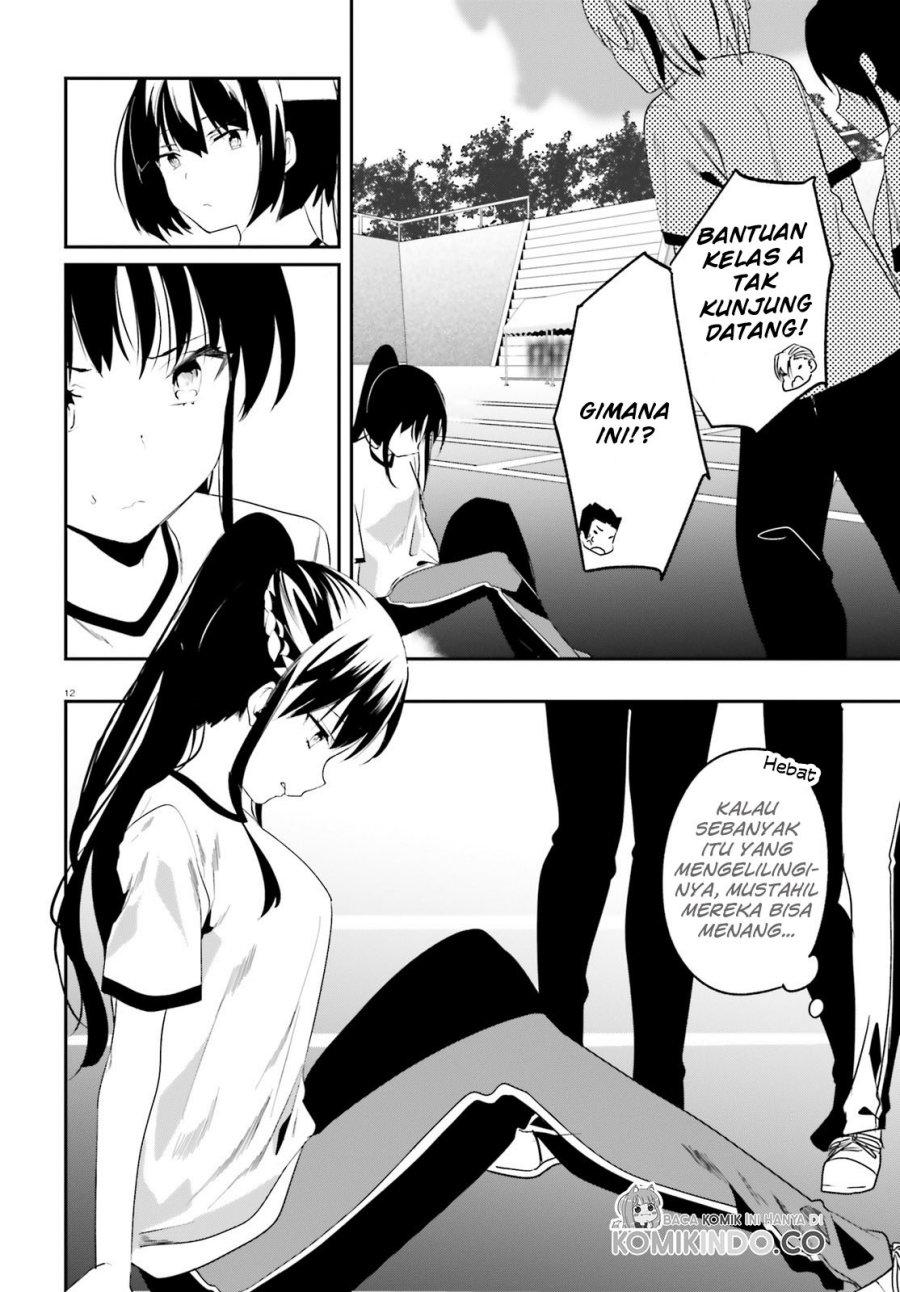 BANTUAN
KELAS A
TAK
KUNJUNG
DATANG!
GIMANA
INI!?
12
Hebat
KALAU
SEBANYAK
ITU YANG
MENGELILINGI-
NYA, MUSTAHIL
MEREKA BISA
MENANG...
BACA KOMIK INI HANYA DI
KOMIKINDO.CO